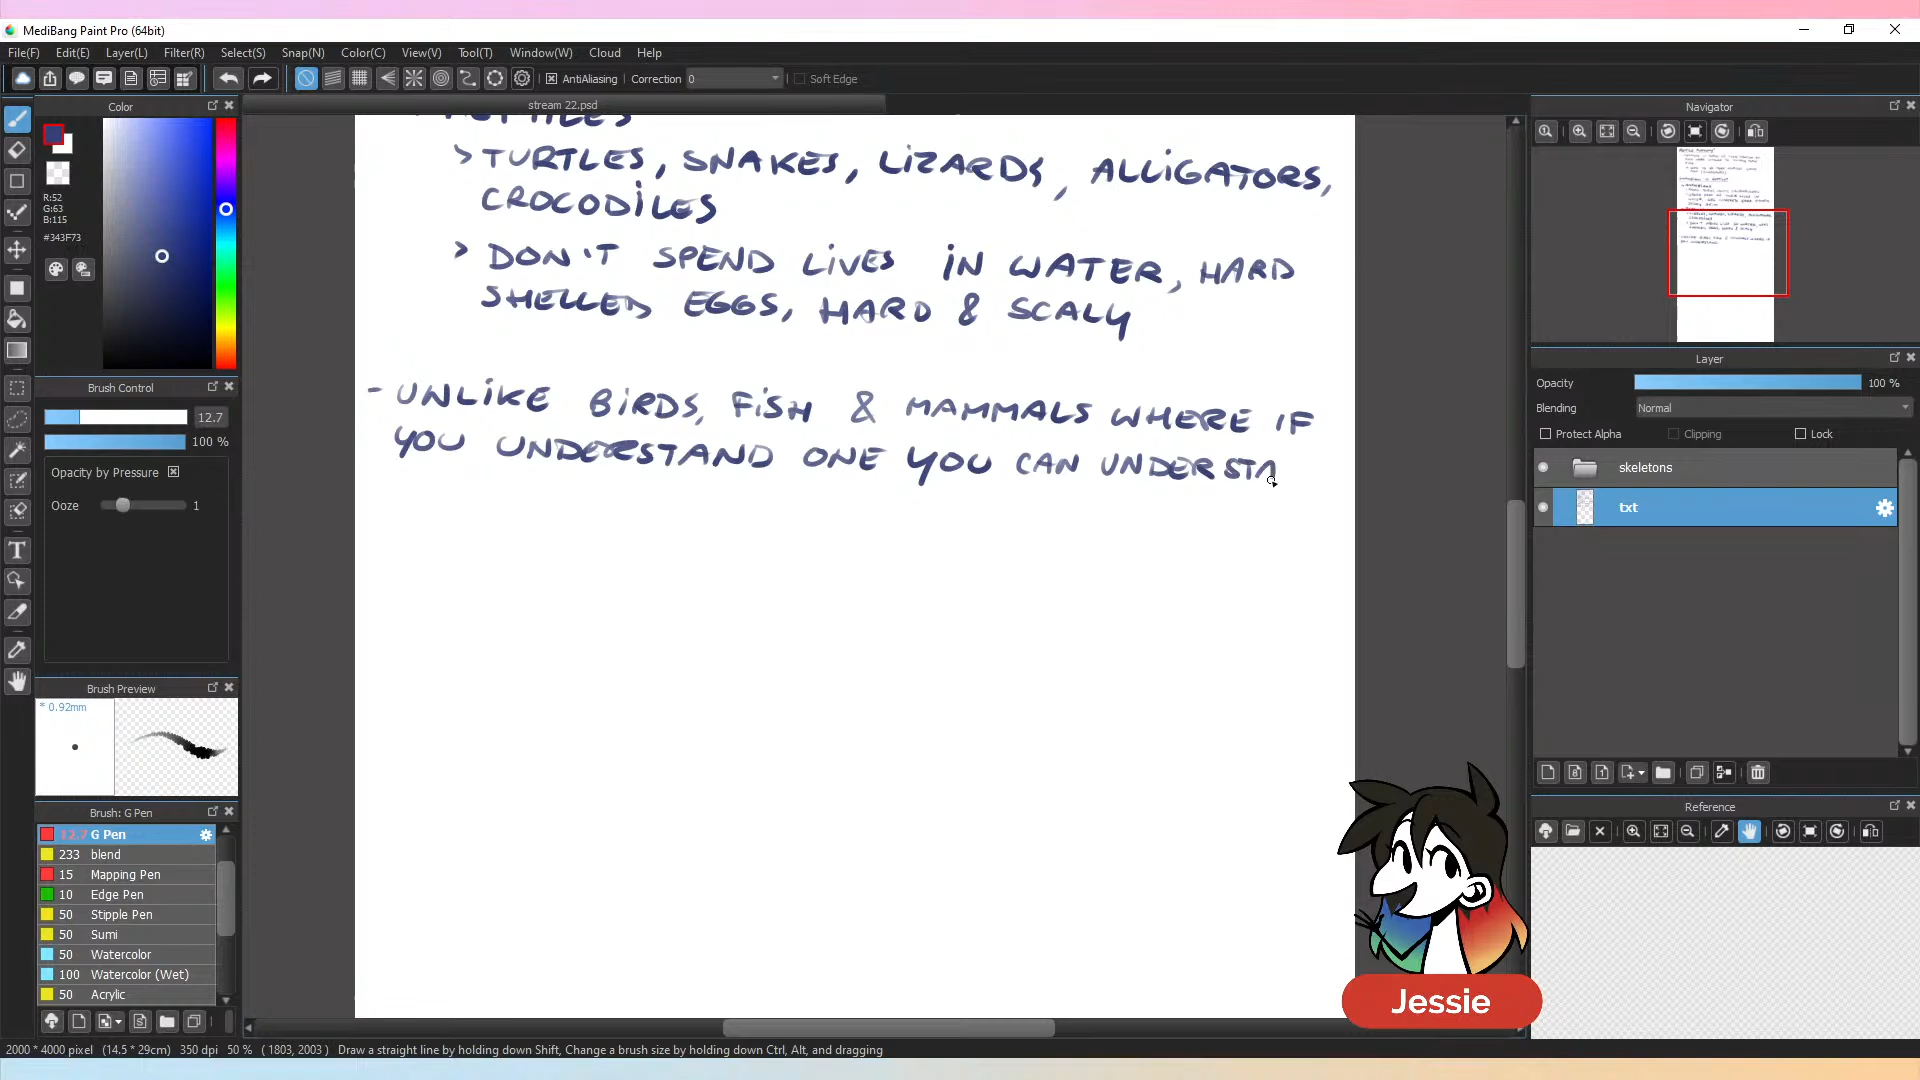 MediBang Paint Pro (64bit)
File(F) Edit(E) Layer(L) Filter(R) Select(S) Snap(N) Color(C) View(V) Tool(T) Window(W) Cloud Help
AntiAliasing Correction 0 Soft Edge
Color
stream 22.psd
Navigator
R:52
G:63
B:115
#343F73
> TURTLES, SNAKES, LIZARDS, ALLIGATORS,
CROCODILES
> DON'T SPEND LIVES IN WATER, HARD
SHELLED EGGS, HARD & SCALY
- UNLIKE BIRDS, FISH & MAMMALS WHERE IF
YOU UNDERSTAND ONE YOU CAN UNDERSTA
Brush Control
12.7
100 %
Opacity by Pressure
Ooze 1
Brush Preview
* 0.92mm
Brush: G Pen
12.7 G Pen
233 blend
15 Mapping Pen
10 Edge Pen
50 Stipple Pen
50 Sumi
50 Watercolor
100 Watercolor (Wet)
50 Acrylic
Layer
Opacity 100 %
Blending Normal
Protect Alpha Clipping Lock
skeletons
txt
Reference
Jessie
2000 * 4000 pixel (14.5 * 29cm) 350 dpi 50 % ( 1803, 2003 ) Draw a straight line by holding down Shift, Change a brush size by holding down Ctrl, Alt, and dragging